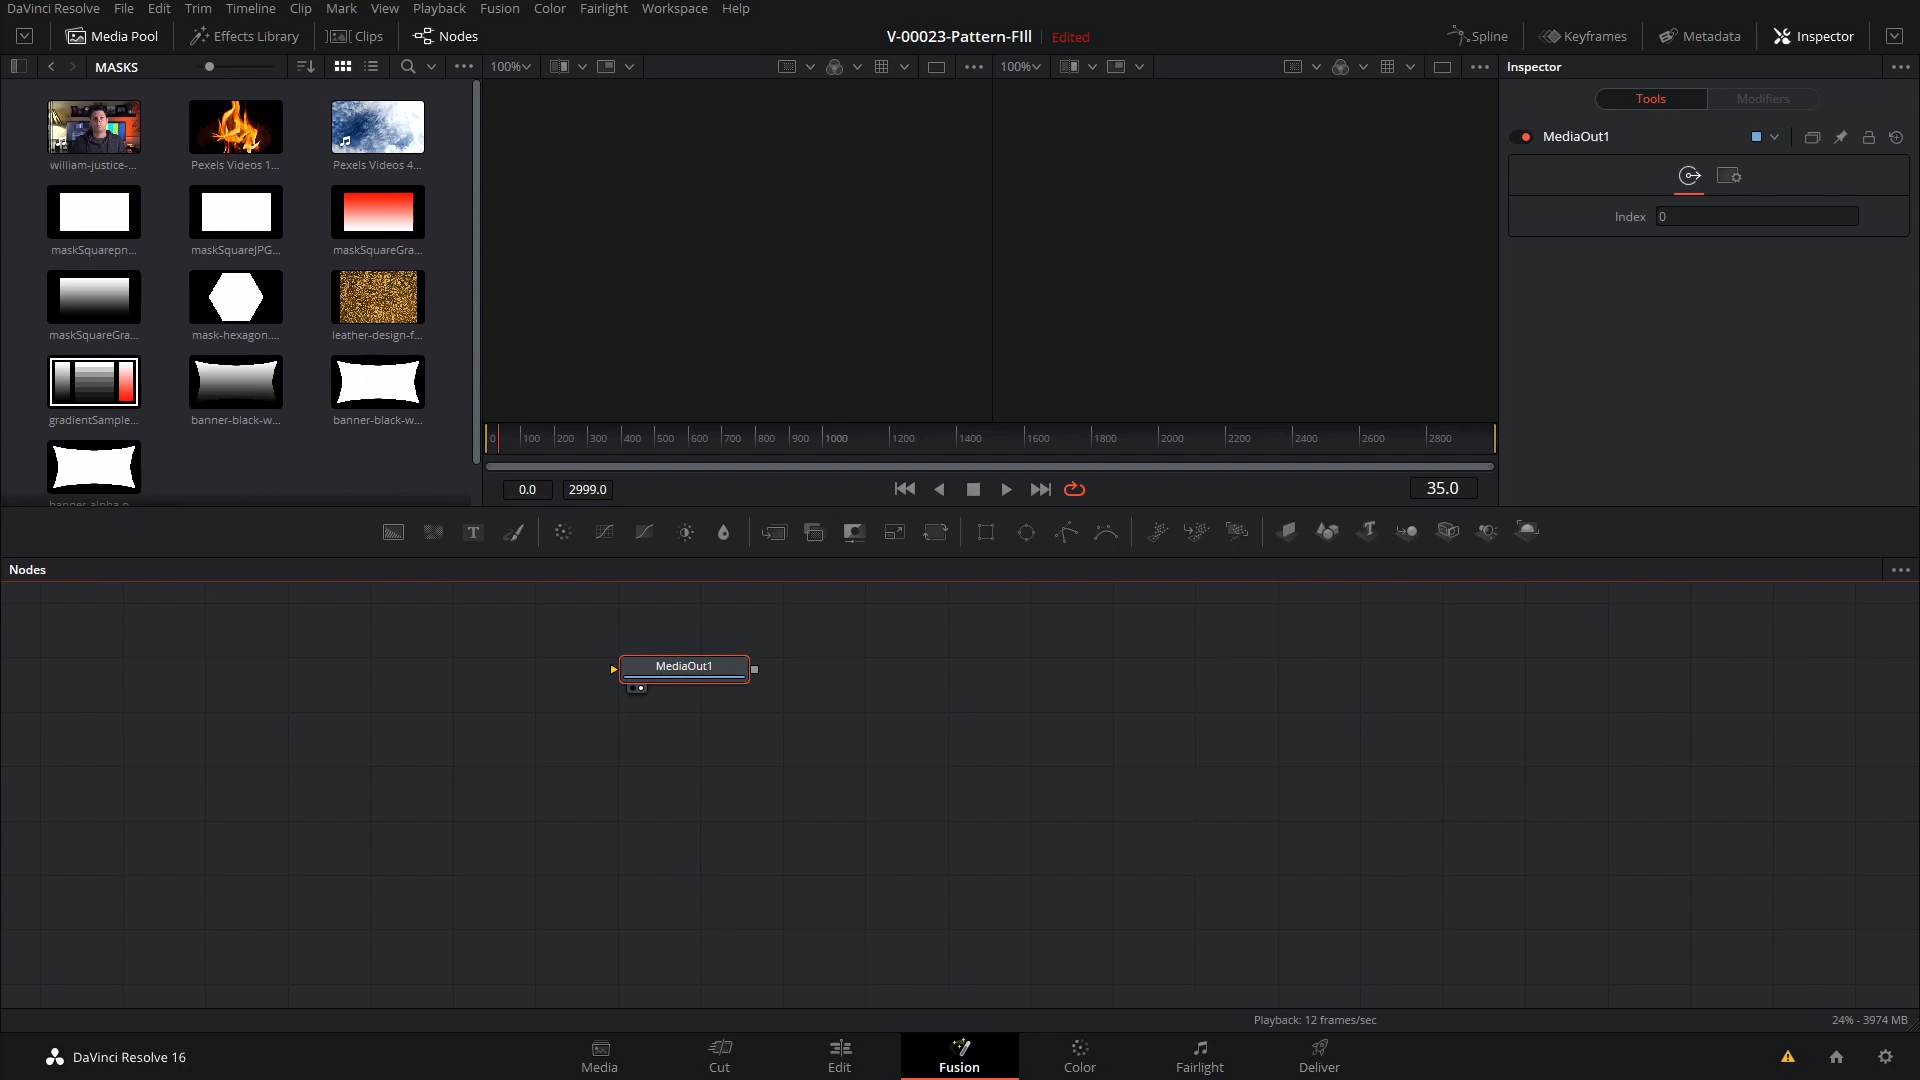 DaVinci Resolve File Edit Trim Timeline Clip Mark View Playback Fusion Color Fairlight Workspace Help
Media Pool Effects Library Clips Nodes V-00023-Pattern-FIll Edited Spline Keyframes Metadata Inspector
MASKS 100% 100% Inspector
Tools Modifiers
MediaOut1
william-justice-... Pexels Videos 1... Pexels Videos 4...
Index 0
maskSquarepn... maskSquareJPG... maskSquareGra...
maskSquareGra... mask-hexagon.... leather-design-f...
gradientSample... banner-black-w... banner-black-w...
0 100 200 300 400 500 600 700 800 900 1000 1200 1400 1600 1800 2000 2200 2400 2600 2800
0.0 2999.0 35.0
banner-alpha.p...
Nodes
MediaOut1
Playback: 12 frames/sec 24% - 3974 MB
DaVinci Resolve 16 Media Cut Edit Fusion Color Fairlight Deliver